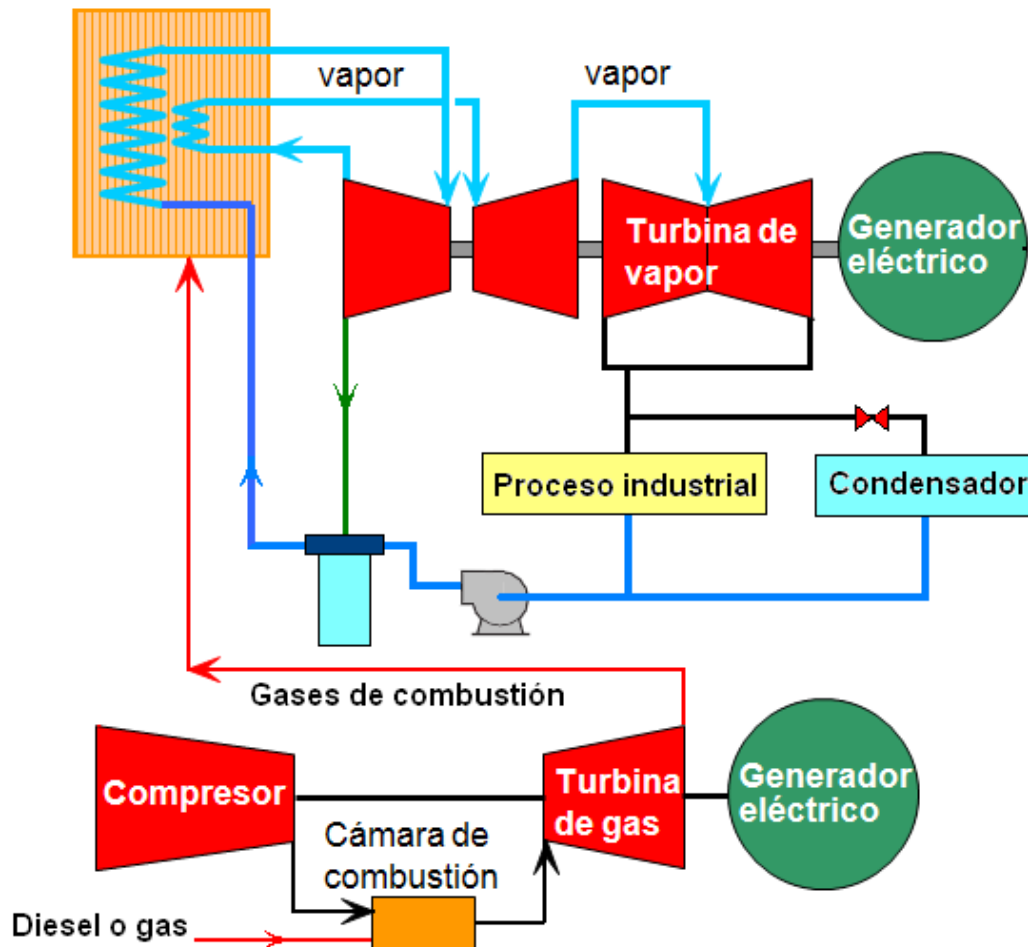 vapor
vapor
Turbina de
vapor
Generador
eléctrico
Proceso industrial
Condensador
Gases de combustión
Compresor
Turbina
de gas
Generador
eléctrico
Cámara de
combustión
Diesel o gas